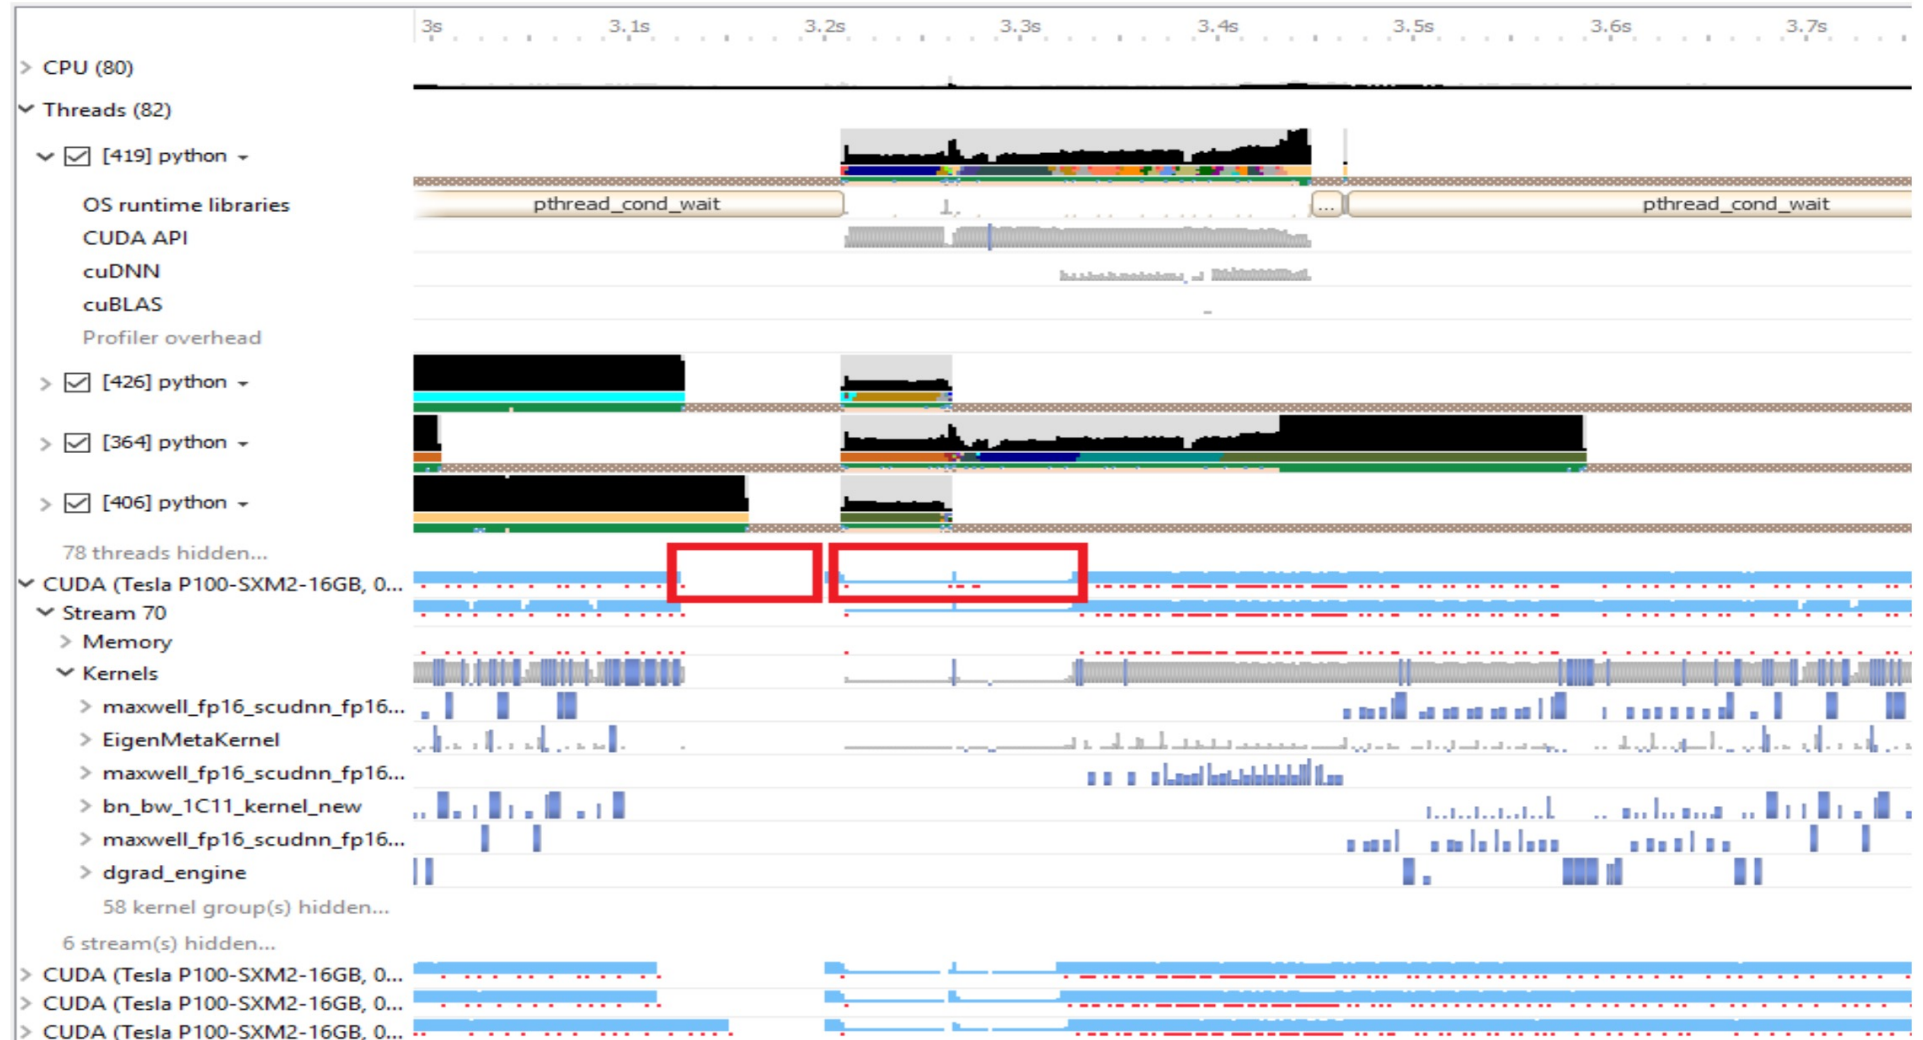 3s 3.1s 3.2s 3.3s 3.4s 3.5s 3.6s 3.7s
CPU (80)
Threads (82)
[419] python
OS runtime libraries pthread_cond_wait ... pthread_cond_wait
CUDA API
cuDNN
cuBLAS
Profiler overhead
[426] python
[364] python
[406] python
78 threads hidden...
CUDA (Tesla P100-SXM2-16GB, 0...
Stream 70
Memory
Kernels
maxwell_fp16_scudnn_fp16...
EigenMetaKernel
maxwell_fp16_scudnn_fp16...
bn_bw_1C11_kernel_new
maxwell_fp16_scudnn_fp16...
dgrad_engine
58 kernel group(s) hidden...
6 stream(s) hidden...
CUDA (Tesla P100-SXM2-16GB, 0...
CUDA (Tesla P100-SXM2-16GB, 0...
CUDA (Tesla P100-SXM2-16GB, 0...